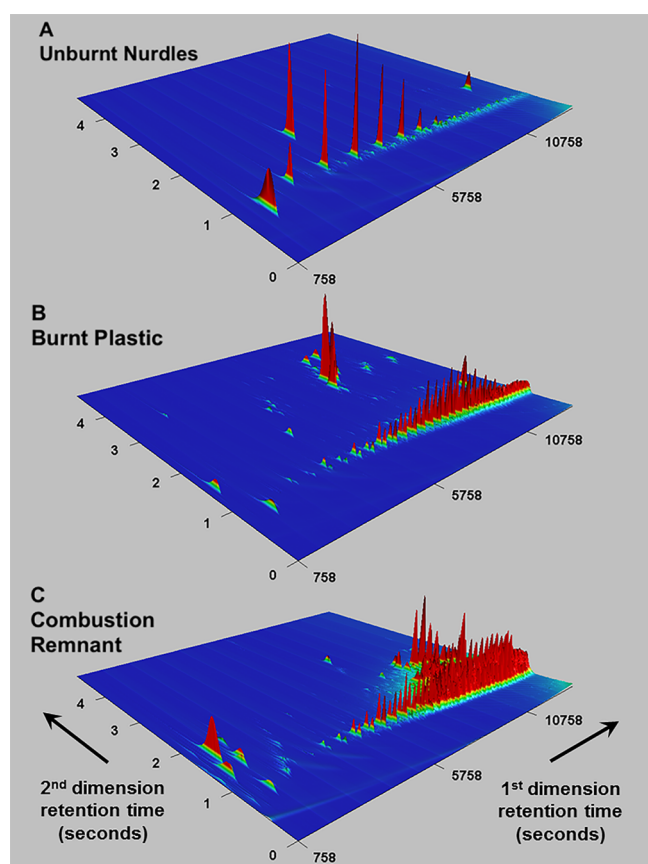 A
Unburnt Nurdles
4
3
2
1
0
758
5758
10758
B
Burnt Plastic
4
3
2
1
0
758
5758
10758
C
Combustion
Remnant
4
3
2
1
0
758
5758
10758
2nd dimension
retention time
(seconds)
1st dimension
retention time
(seconds)